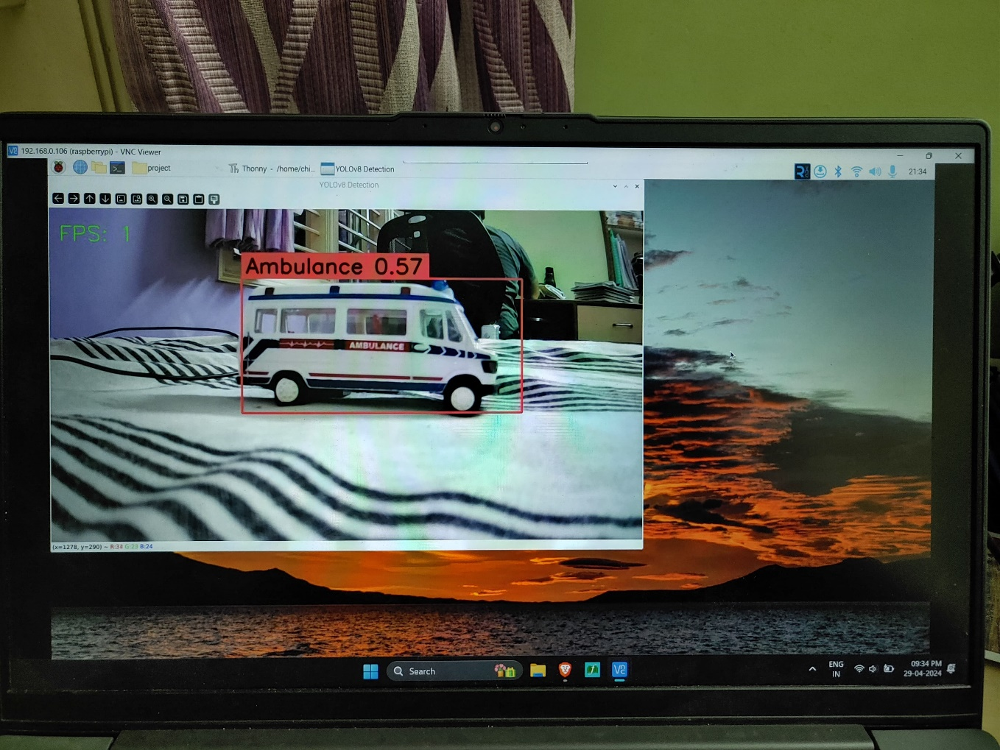 192.168.0.106 (raspberrypi) - VNC Viewer
project
Thonny - /home/chi...
YOLOv8 Detection
21:34
YOLOv8 Detection
FPS: 1
Ambulance 0.57
AMBULANCE
(x=1278, y=290) ~ R:34 G:23 B:24
Search
ENG
IN
09:34 PM
29-04-2024